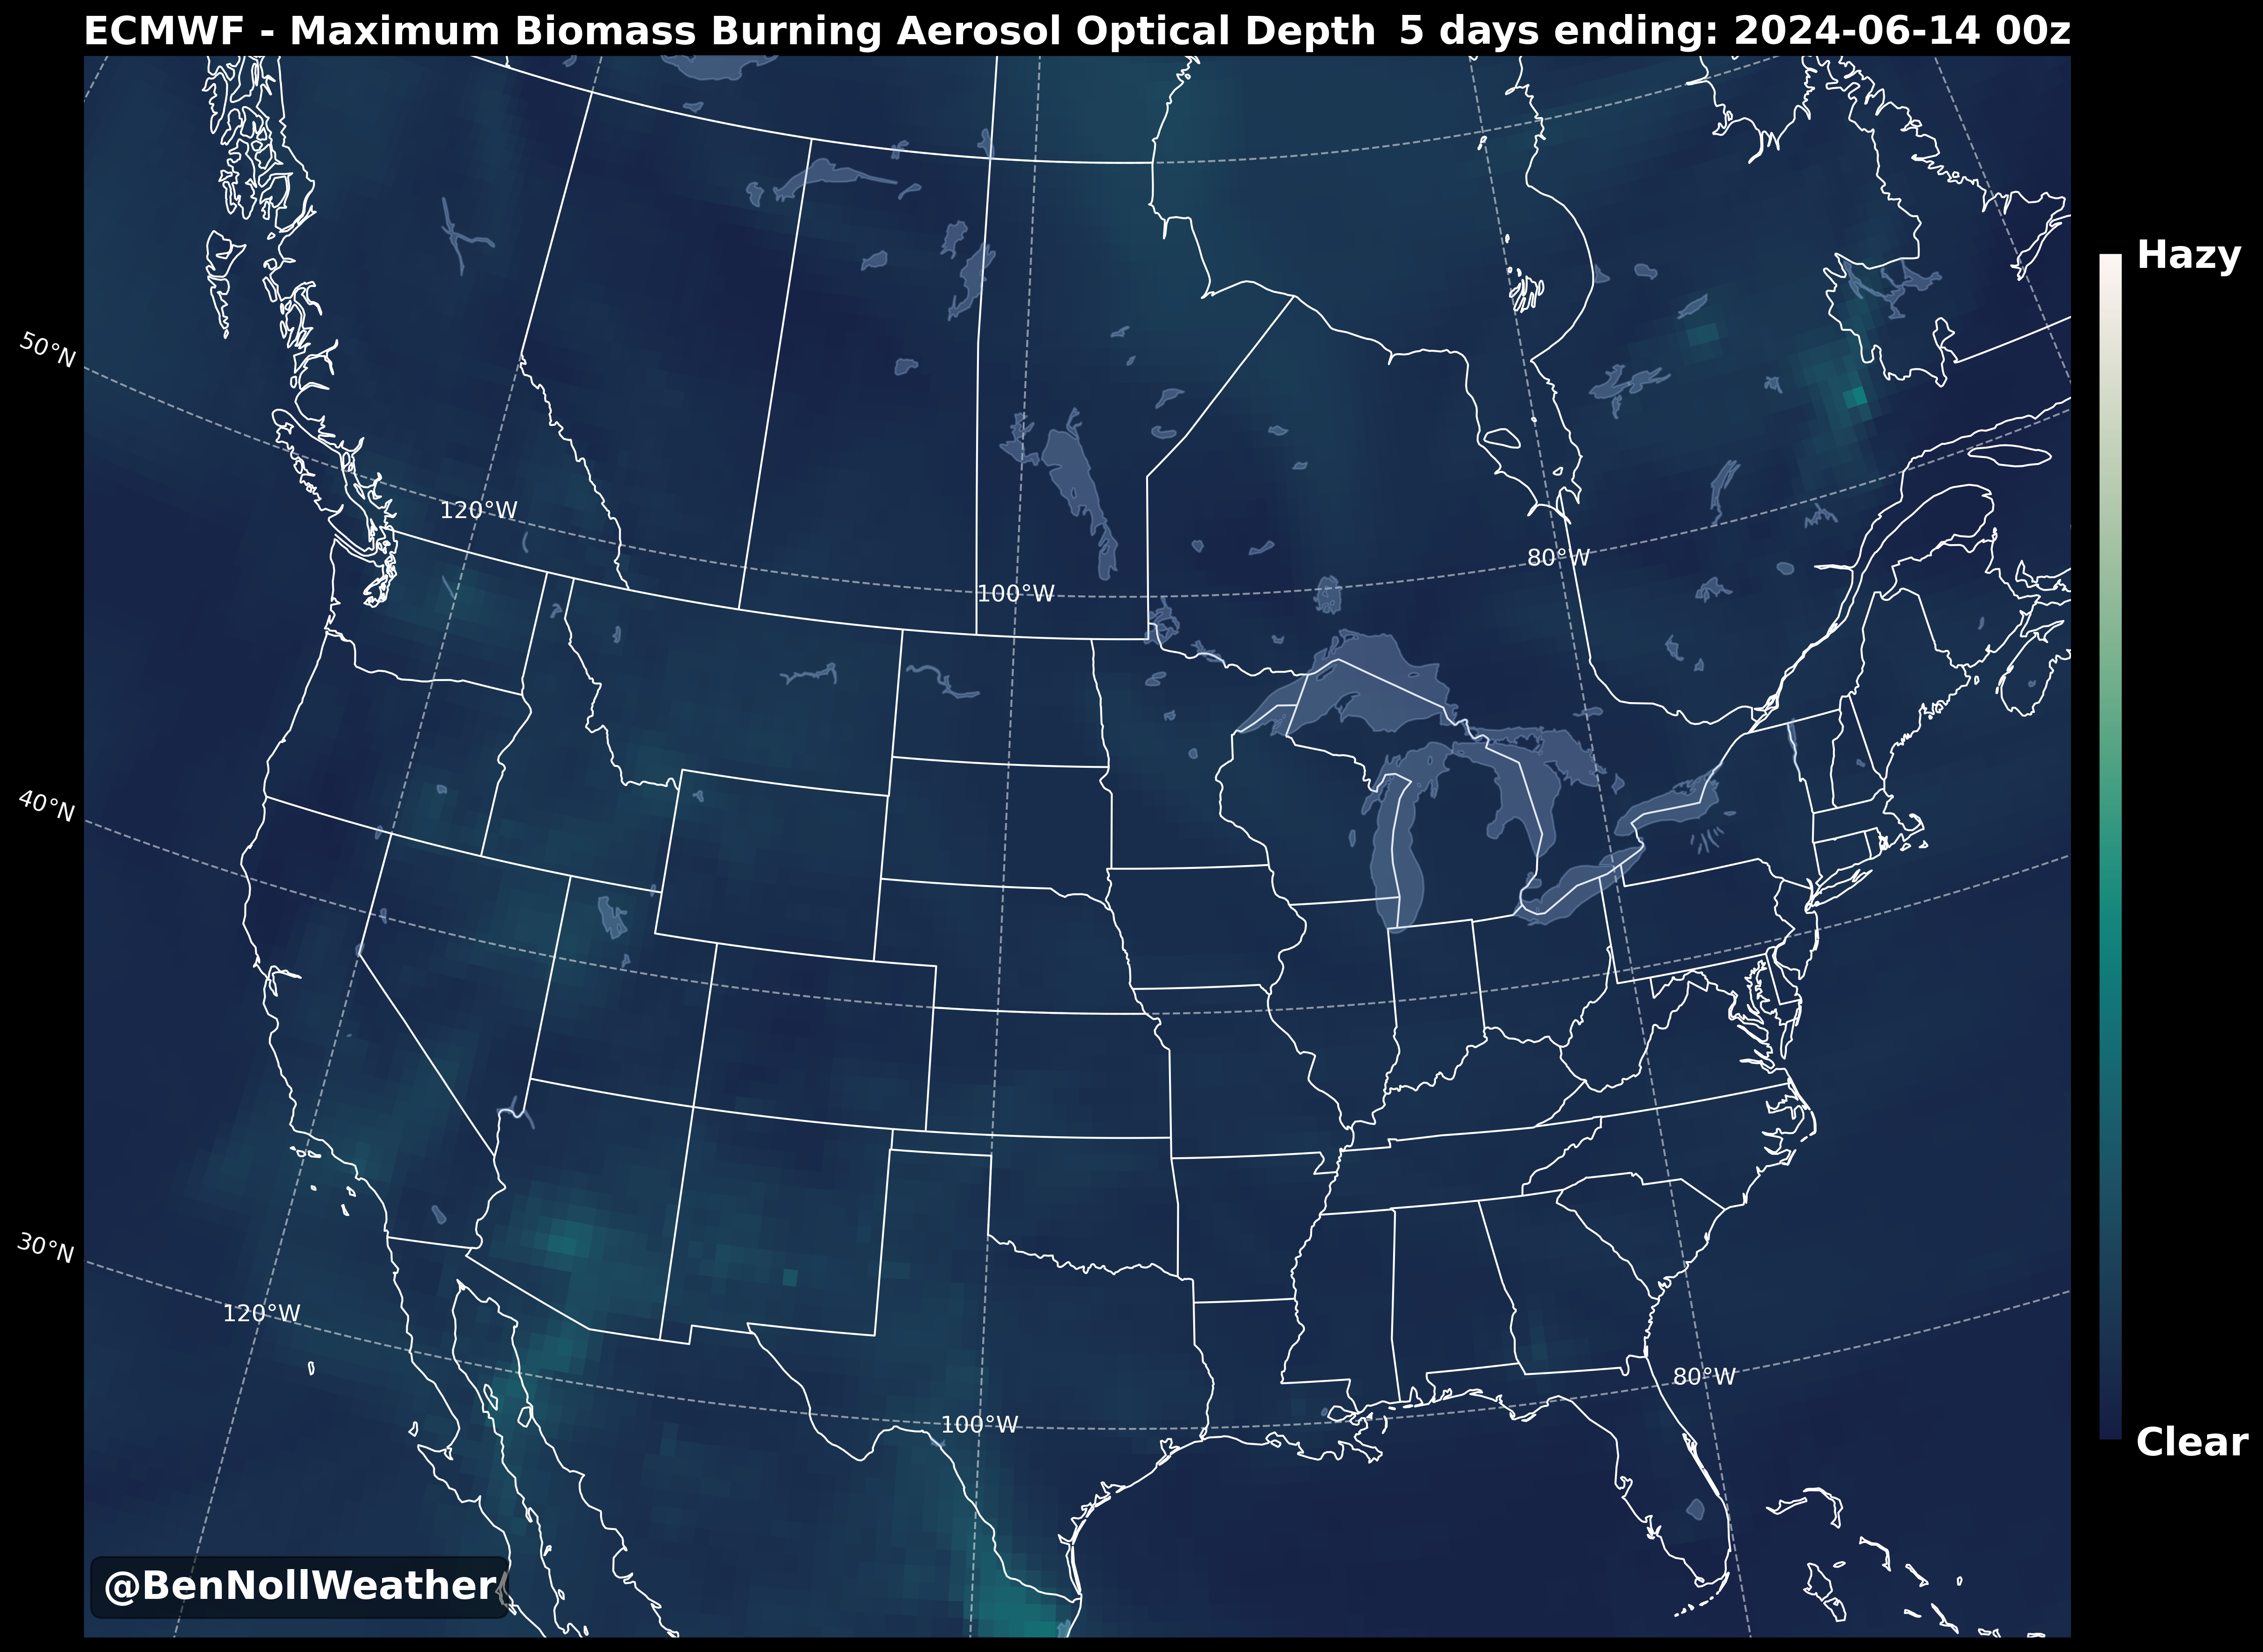 ECMWF - Maximum Biomass Burning Aerosol Optical Depth 5 days ending: 2024-06-14 00z
Hazy
50°N
120°W
80°W
100°W
40°N
30°N
120°W
80°W
100°W
Clear
@BenNollWeather